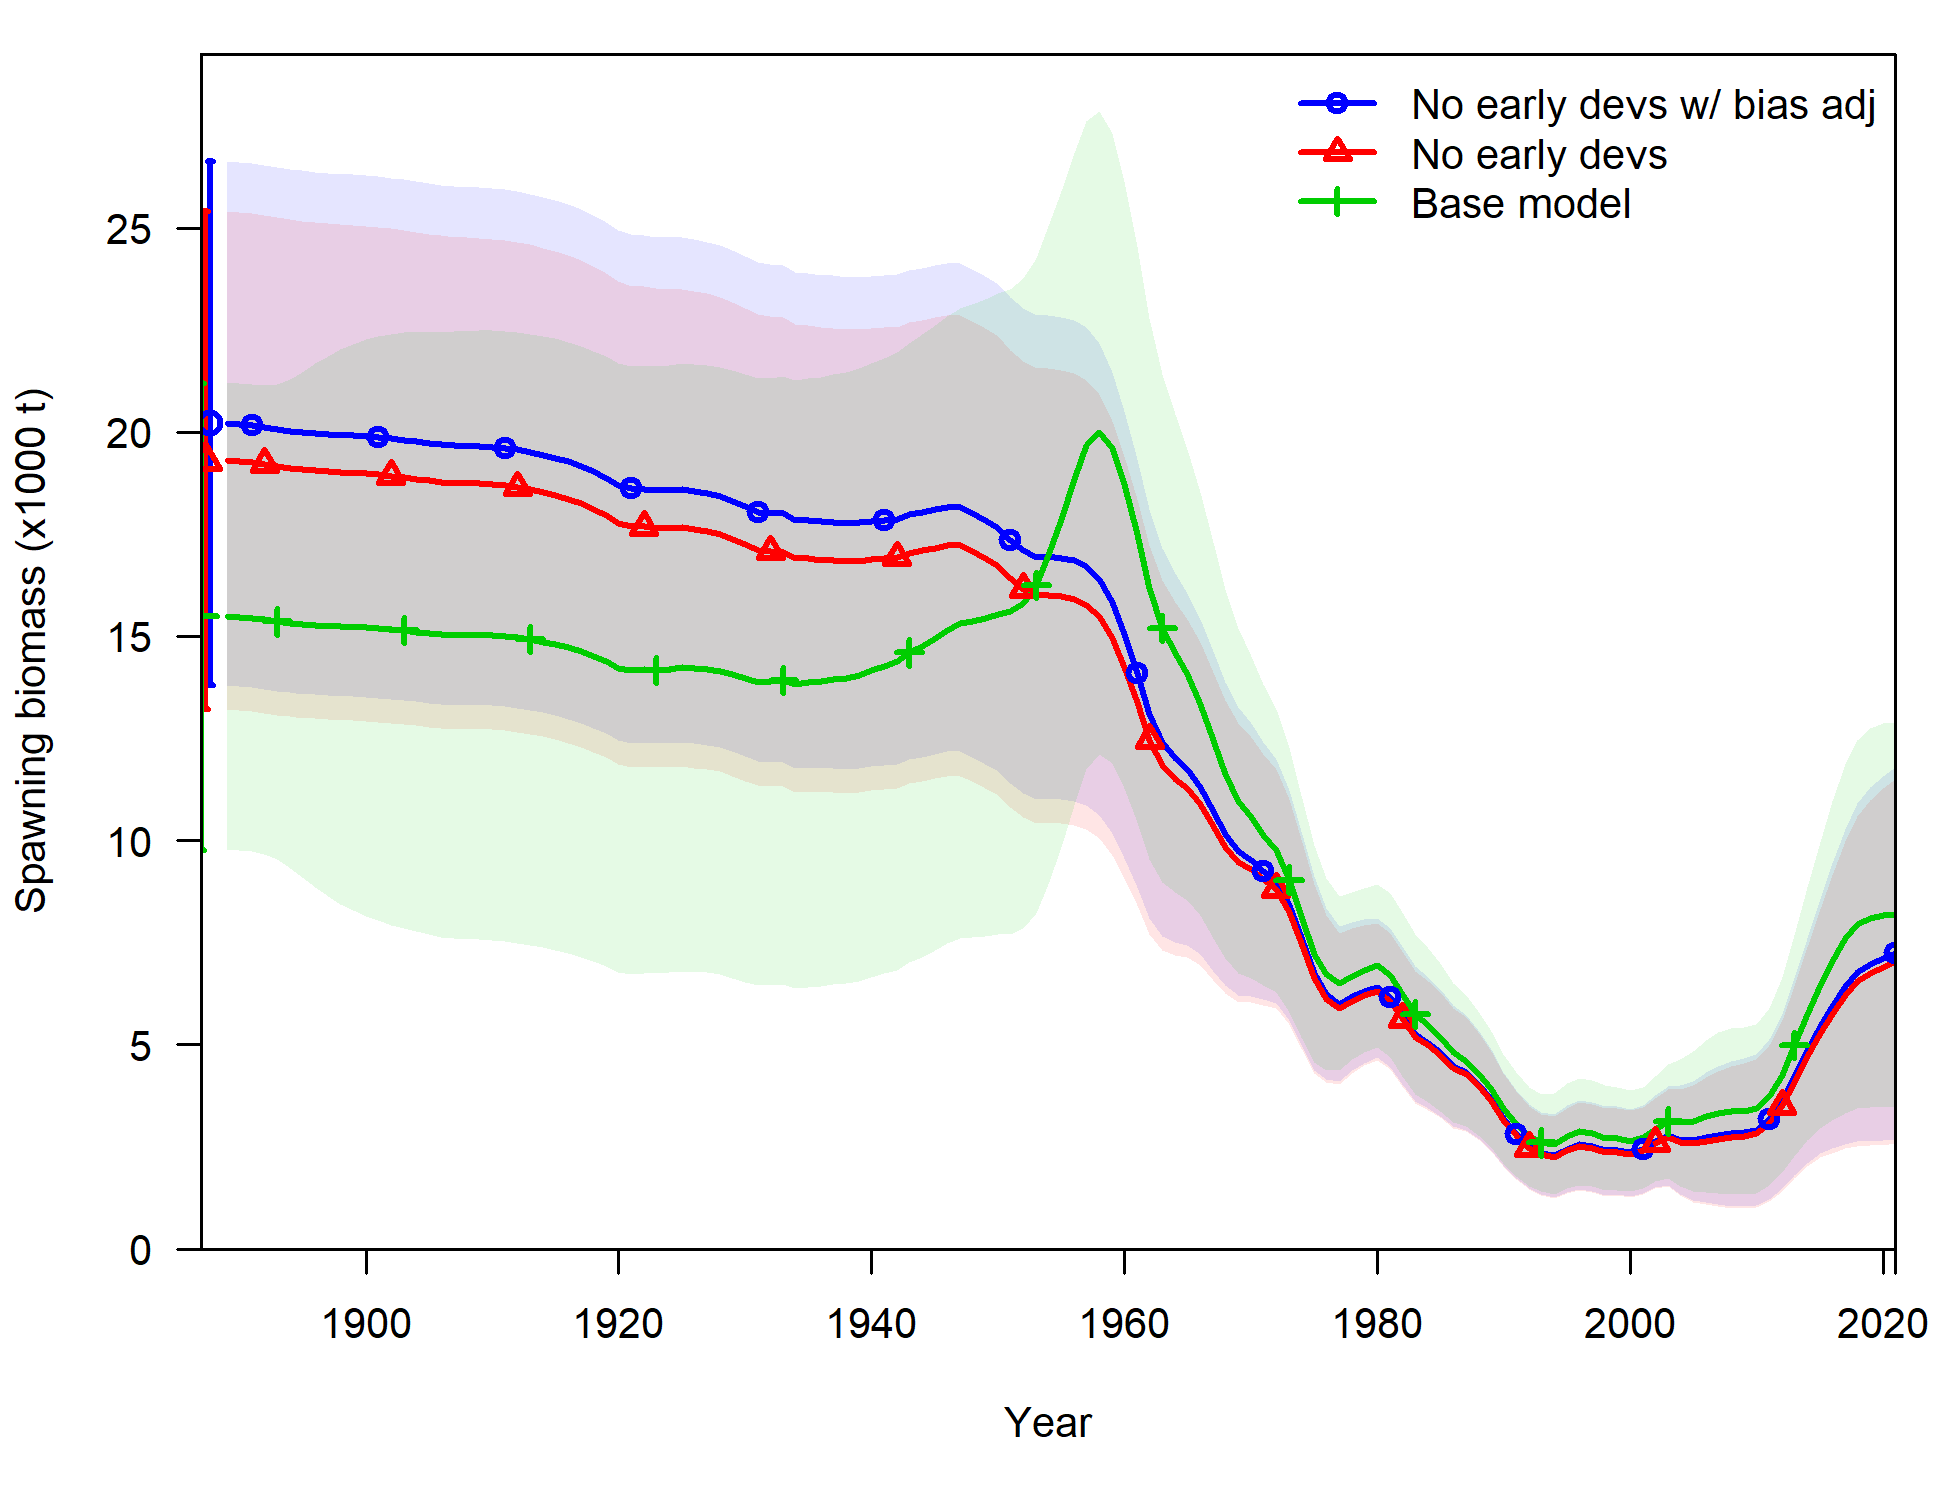 No early devs w/ bias adj
No early devs
Base model
Spawning biomass (x1000 t)
25
20
15
10
5
0
1900 1920 1940 1960 1980 2000 2020
Year